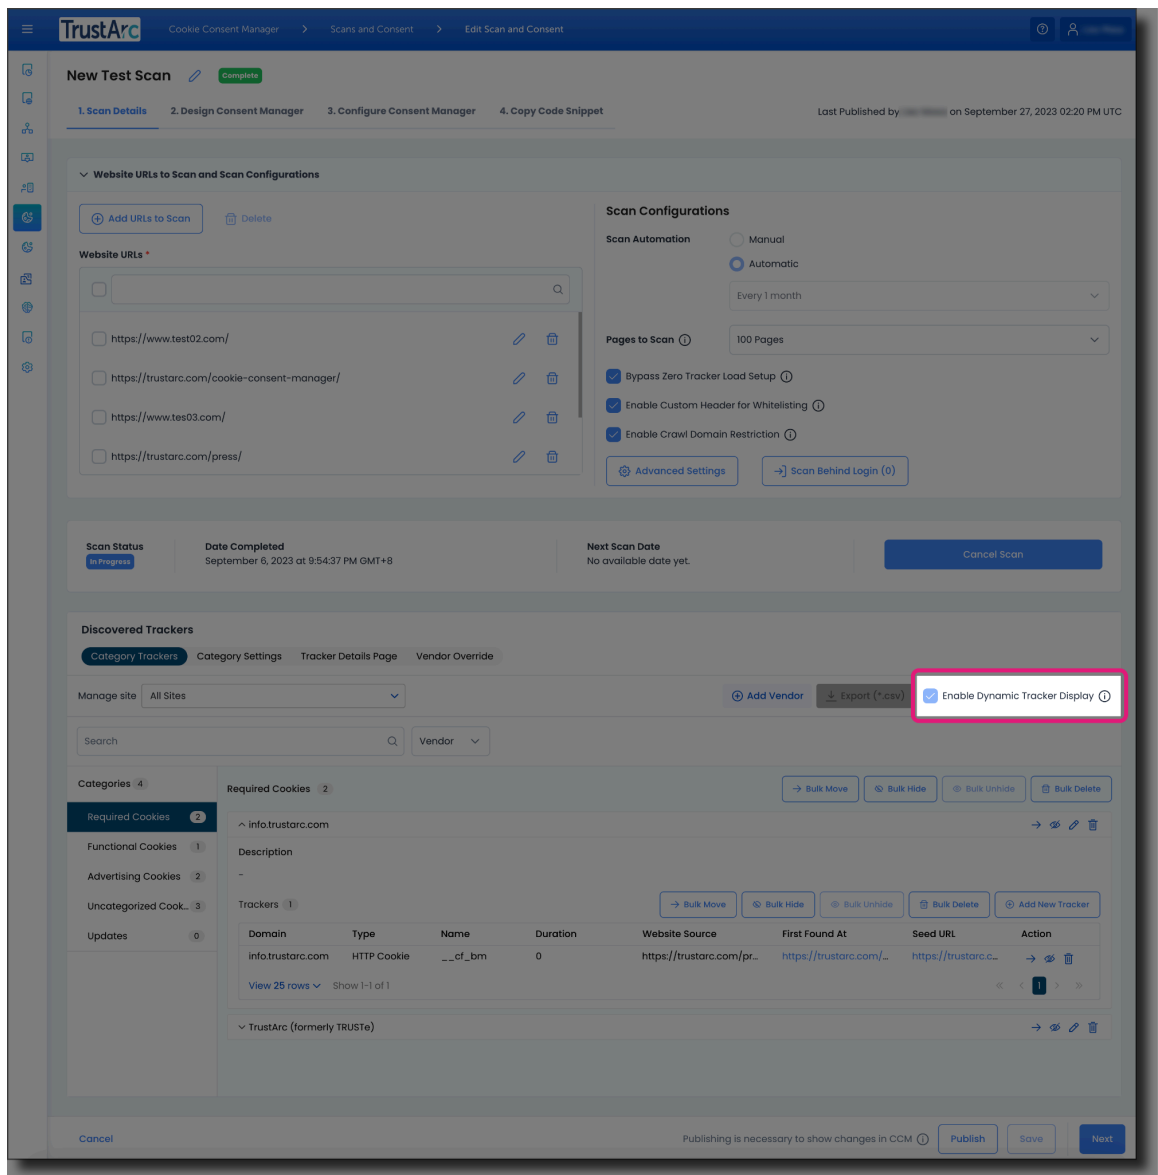 TrustArc Cookie Consent Manager > Scans and Consent > Edit Scan and Consent
New Test Scan Complete
1. Scan Details 2. Design Consent Manager 3. Configure Consent Manager 4. Copy Code Snippet Last Published by on September 27, 2023 02:20 PM UTC
Website URLs to Scan and Scan Configurations
Add URLs to Scan Delete
Website URLs *
https://www.test02.com/
https://trustarc.com/cookie-consent-manager/
https://www.tes03.com/
https://trustarc.com/press/
Scan Configurations
Scan Automation Manual
Automatic
Every 1 month
Pages to Scan 100 Pages
Bypass Zero Tracker Load Setup
Enable Custom Header for Whitelisting
Enable Crawl Domain Restriction
Advanced Settings Scan Behind Login (0)
Scan Status Date Completed Next Scan Date
In Progress September 6, 2023 at 9:54:37 PM GMT+8 No available date yet. Cancel Scan
Discovered Trackers
Category Trackers Category Settings Tracker Details Page Vendor Override
Manage site All Sites Add Vendor Export (*.csv) Enable Dynamic Tracker Display
Search Vendor
Categories 4
Required Cookies 2
Functional Cookies 1
Advertising Cookies 2
Uncategorized Cook... 3
Updates 0
Required Cookies 2 Bulk Move Bulk Hide Bulk Unhide Bulk Delete
info.trustarc.com
Description
-
Trackers 1 Bulk Move Bulk Hide Bulk Unhide Bulk Delete Add New Tracker
Domain Type Name Duration Website Source First Found At Seed URL Action
info.trustarc.com HTTP Cookie __cf_bm 0 https://trustarc.com/pr... https://trustarc.com/... https://trustarc.c...
View 25 rows Show 1-1 of 1 « < 1 > »
TrustArc (formerly TRUSTe)
Cancel Publishing is necessary to show changes in CCM Publish Save Next